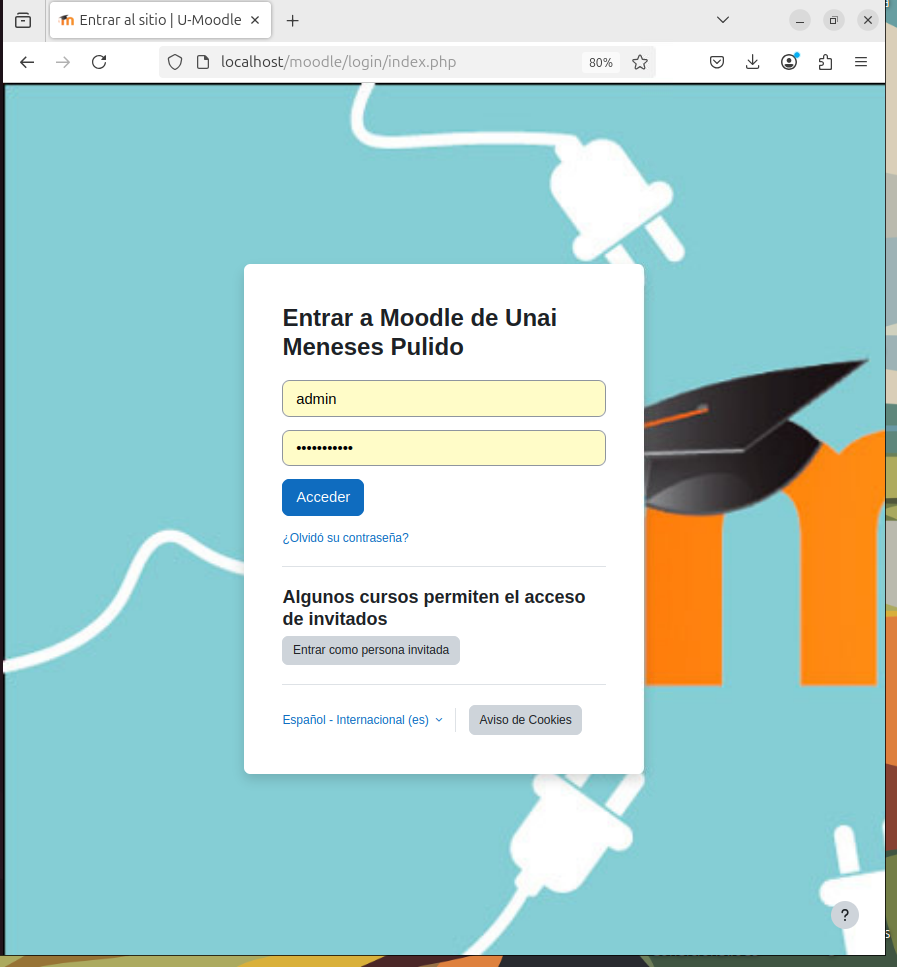 Entrar al sitio | U-Moodle
localhost/moodle/login/index.php
80%
Entrar a Moodle de Unai
Meneses Pulido
admin
•••••••••••
Acceder
¿Olvidó su contraseña?
Algunos cursos permiten el acceso
de invitados
Entrar como persona invitada
Español - Internacional (es)
Aviso de Cookies
?